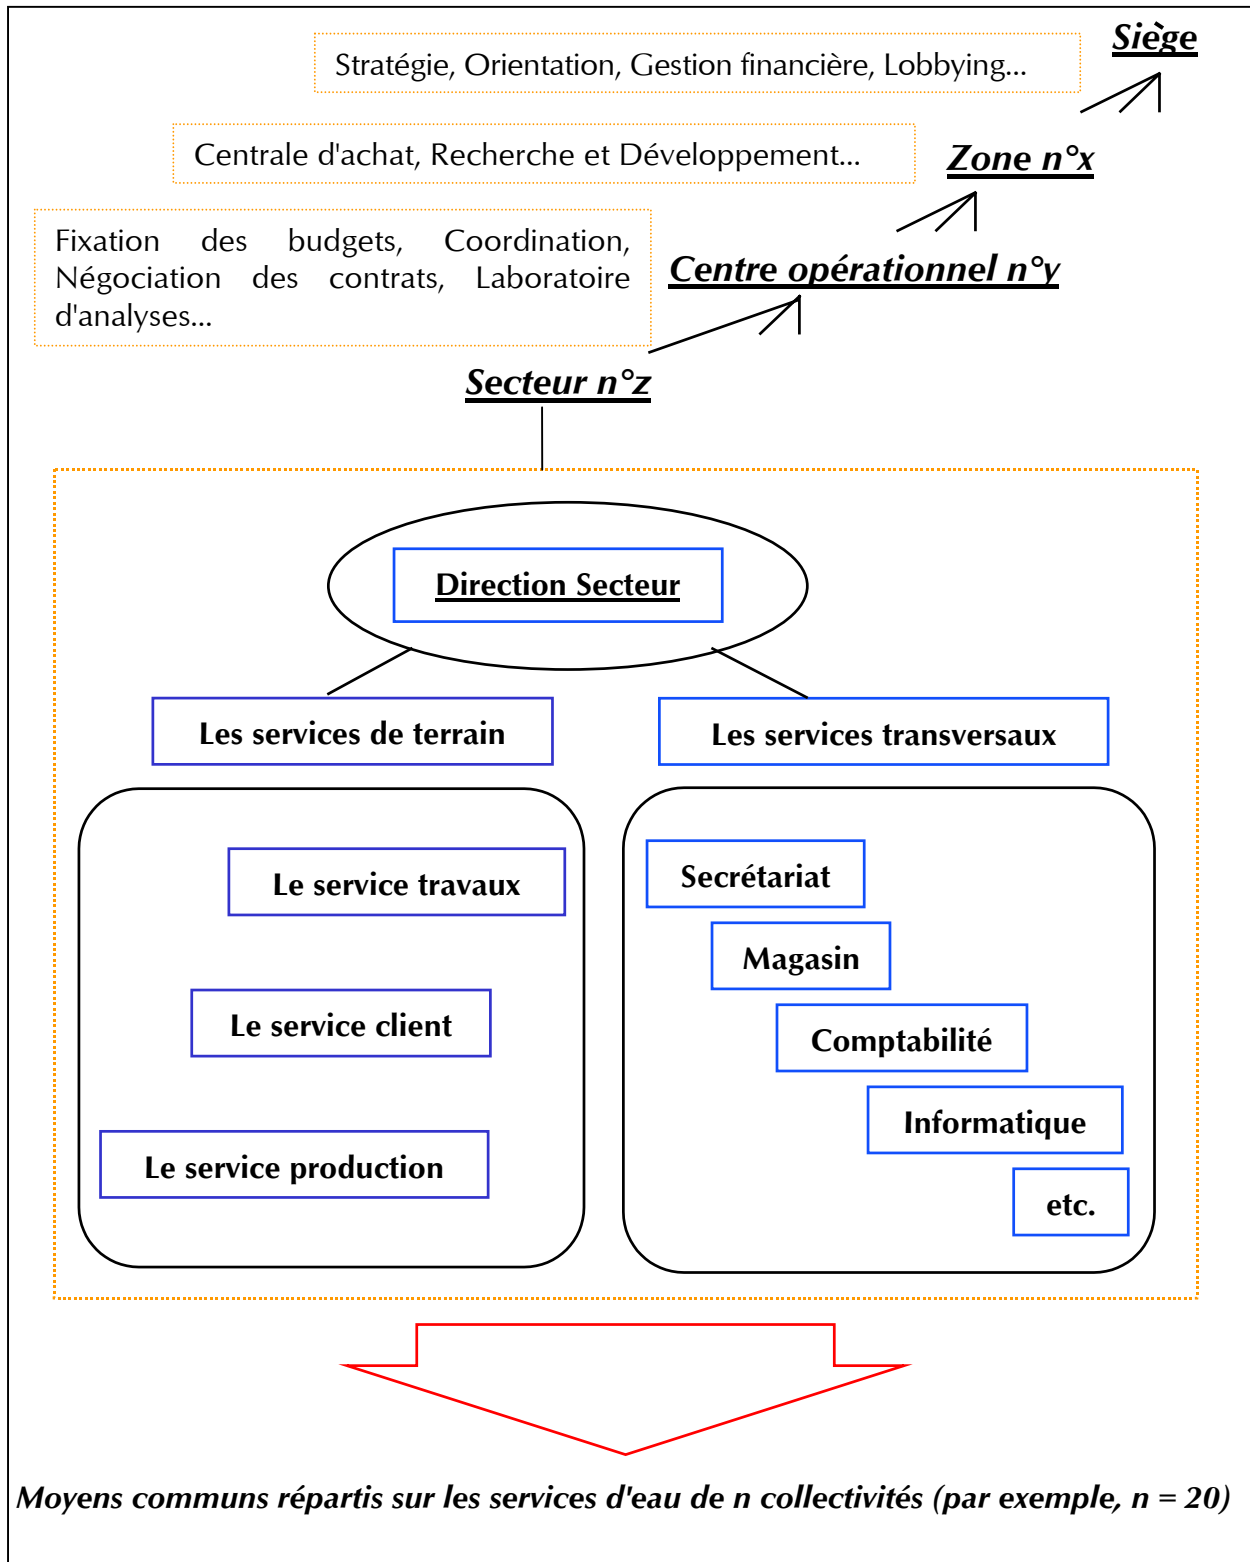 Siège
Stratégie, Orientation, Gestion financière, Lobbying...
Centrale d'achat, Recherche et Développement...
Zone n°x
Fixation des budgets, Coordination,
Négociation des contrats, Laboratoire
d'analyses...
Centre opérationnel n°y
Secteur n°z
Direction Secteur
Les services de terrain
Les services transversaux
Le service travaux
Le service client
Le service production
Secrétariat
Magasin
Comptabilité
Informatique
etc.
Moyens communs répartis sur les services d'eau de n collectivités (par exemple, n = 20)